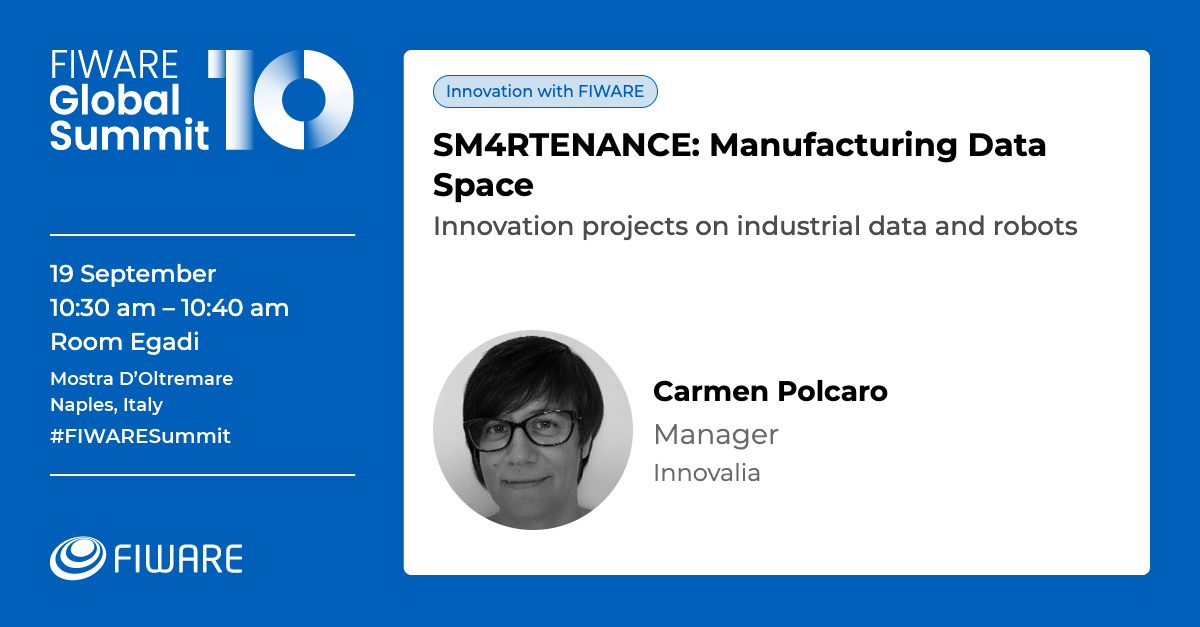 FIWARE
Global
Summit
10
19 September
10:30 am – 10:40 am
Room Egadi
Mostra D’Oltremare
Naples, Italy
#FIWARESummit
FIWARE
Innovation with FIWARE
SM4RTENANCE: Manufacturing Data
Space
Innovation projects on industrial data and robots
Carmen Polcaro
Manager
Innovalia